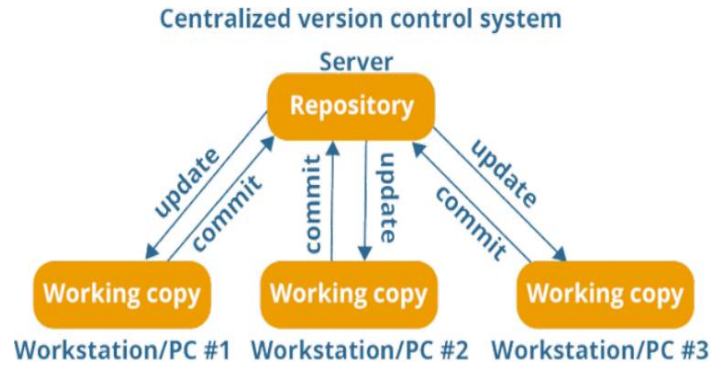 Centralized version control system
Server
Repository
update
commit
commit
update
update
commit
Working copy
Working copy
Working copy
Workstation/PC #1
Workstation/PC #2
Workstation/PC #3